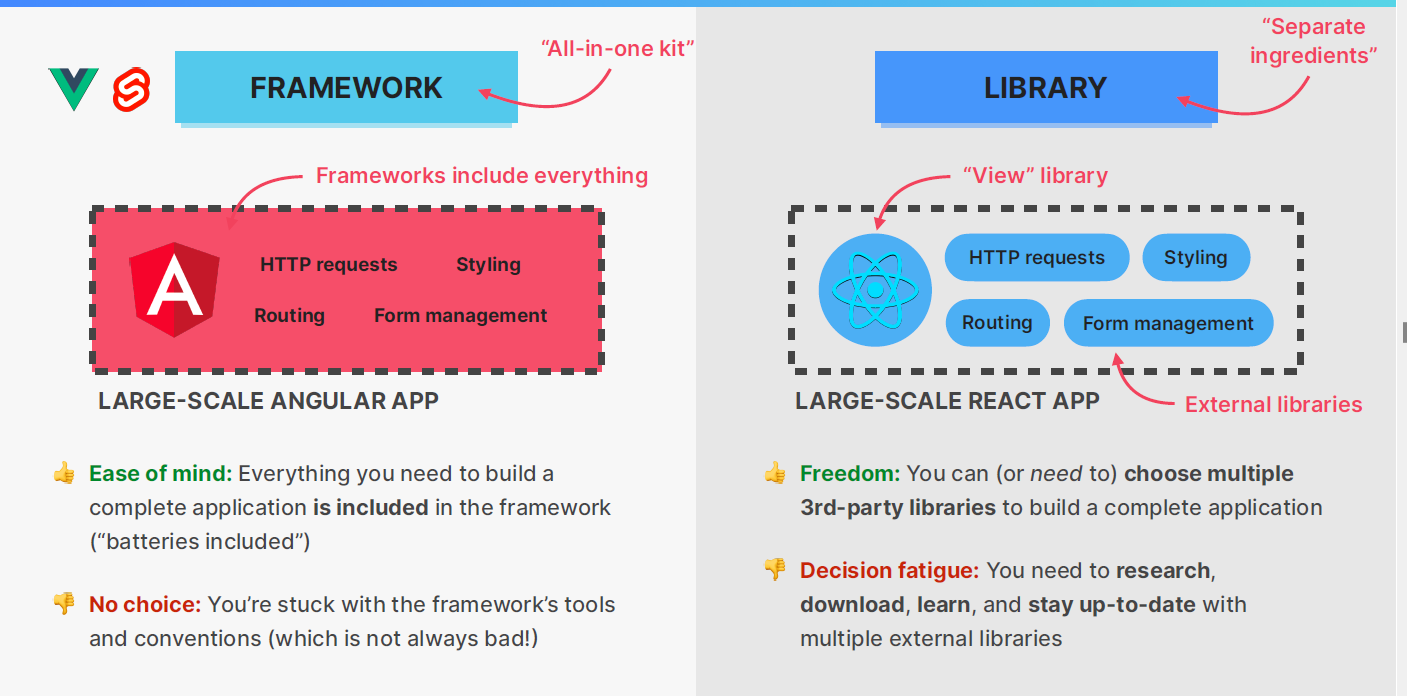 “All-in-one kit”
FRAMEWORK
Frameworks include everything
HTTP requests
Styling
Routing
Form management
LARGE-SCALE ANGULAR APP
👍 Ease of mind: Everything you need to build a
complete application is included in the framework
(“batteries included”)
👎 No choice: You’re stuck with the framework’s tools
and conventions (which is not always bad!)
“Separate
ingredients”
LIBRARY
“View” library
HTTP requests
Styling
Routing
Form management
LARGE-SCALE REACT APP
External libraries
👍 Freedom: You can (or need to) choose multiple
3rd-party libraries to build a complete application
👎 Decision fatigue: You need to research,
download, learn, and stay up-to-date with
multiple external libraries